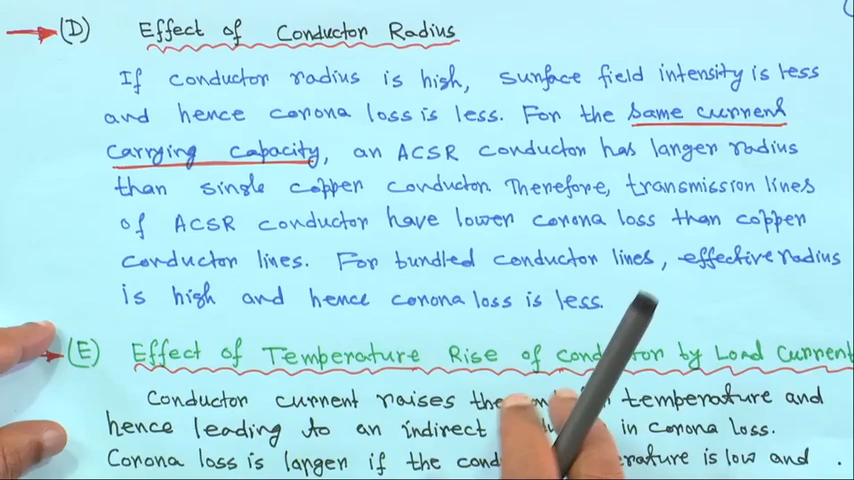 (D) Effect of Conductor Radius
If conductor radius is high, surface field intensity is less
and hence corona loss is less. For the same current
carrying capacity, an ACSR conductor has larger radius
than single copper conductor. Therefore, transmission lines
of ACSR conductor have lower corona loss than copper
conductor lines. For bundled conductor lines, effective radius
is high and hence corona loss is less.
(E) Effect of Temperature Rise of conductor by Load Current
Conductor current raises the temperature and
hence leading to an indirect in corona loss.
Corona loss is larger if the is low and